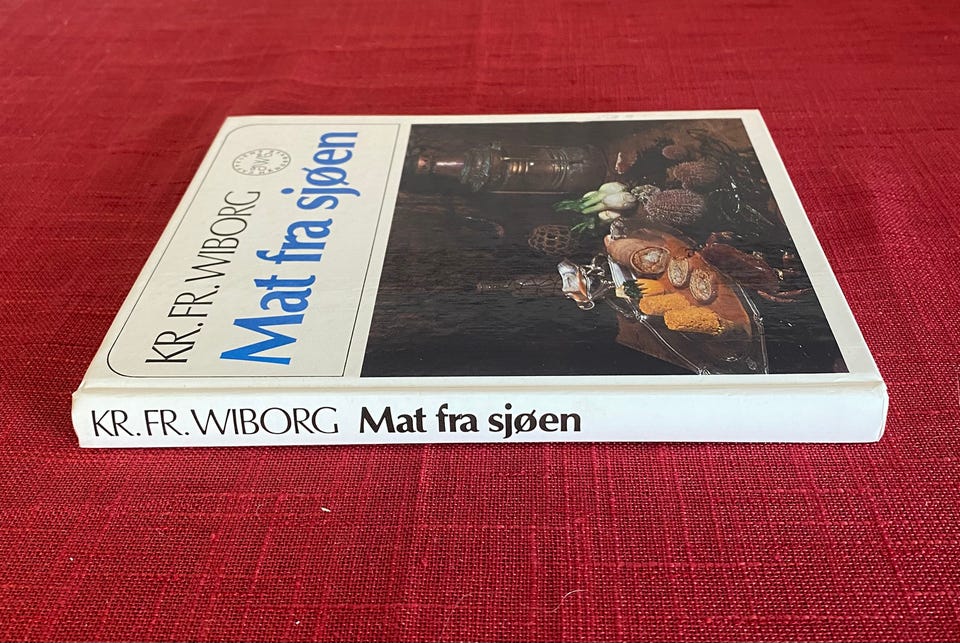 KR. FR. WIBORG
Mat fra sjøen
KR. FR. WIBORG Mat fra sjøen